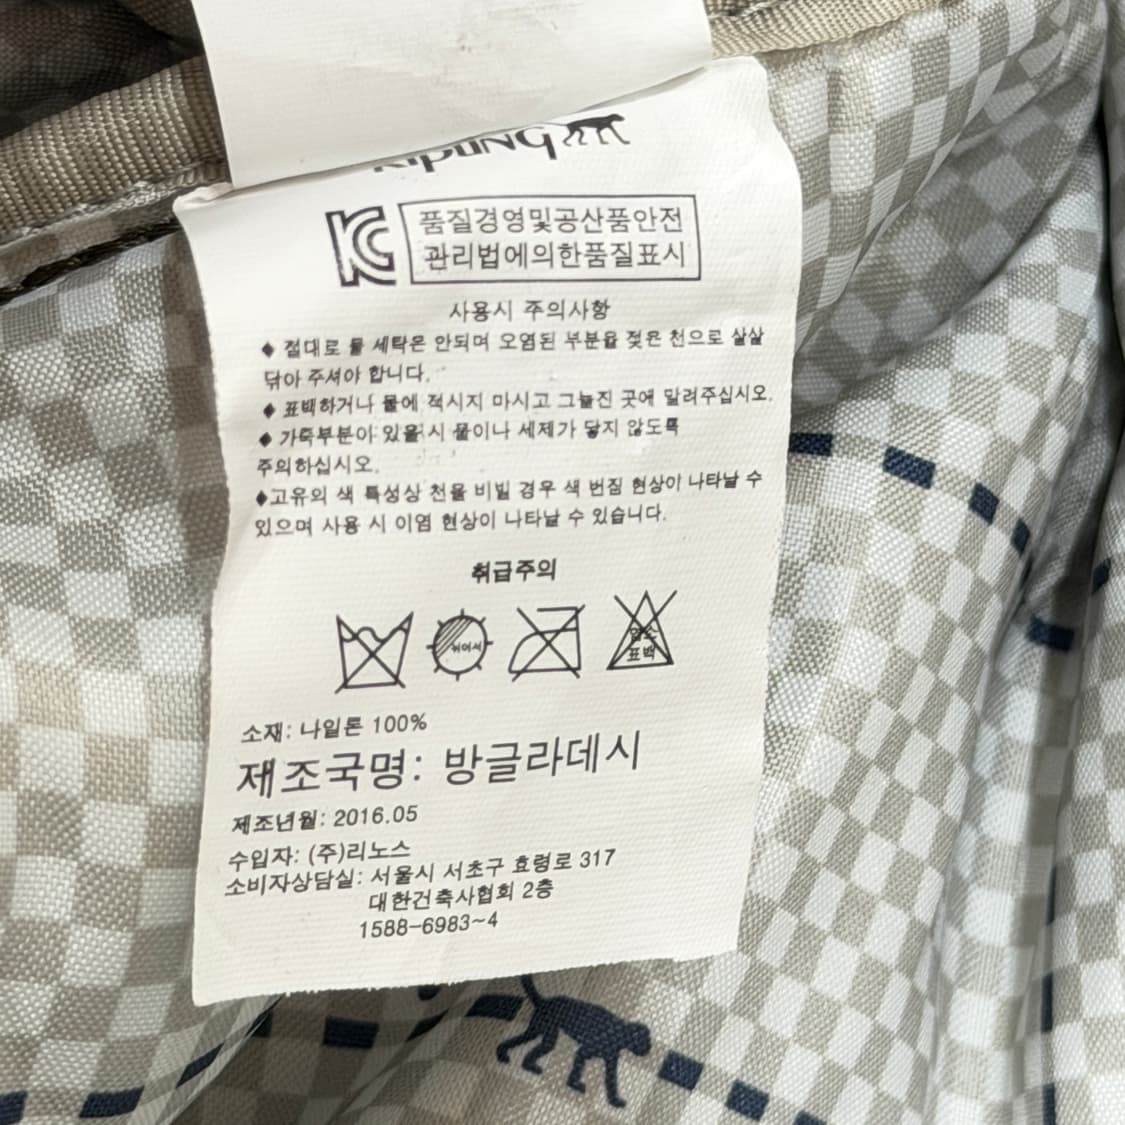 Kipling
품질경영및공산품안전
관리법에의한품질표시
사용시 주의사항
◆ 절대로 물 세탁은 안되며 오염된 부분을 젖은 천으로 살살
닦아 주셔야 합니다.
◆ 표백하거나 물에 적시지 마시고 그늘진 곳에 말려주십시오.
◆ 가죽부분이 있을시 물이나 세제가 닿지 않도록
주의하십시오.
◆고유의 색 특성상 천을 비빌 경우 색 번짐 현상이 나타날 수
있으며 사용 시 이염 현상이 나타날 수 있습니다.
취급주의
뉘어서
염소
표백
소재: 나일론 100%
제조국명: 방글라데시
제조년월: 2016.05
수입자: (주)리노스
소비자상담실: 서울시 서초구 효령로 317
대한건축사협회 2층
1588-6983~4